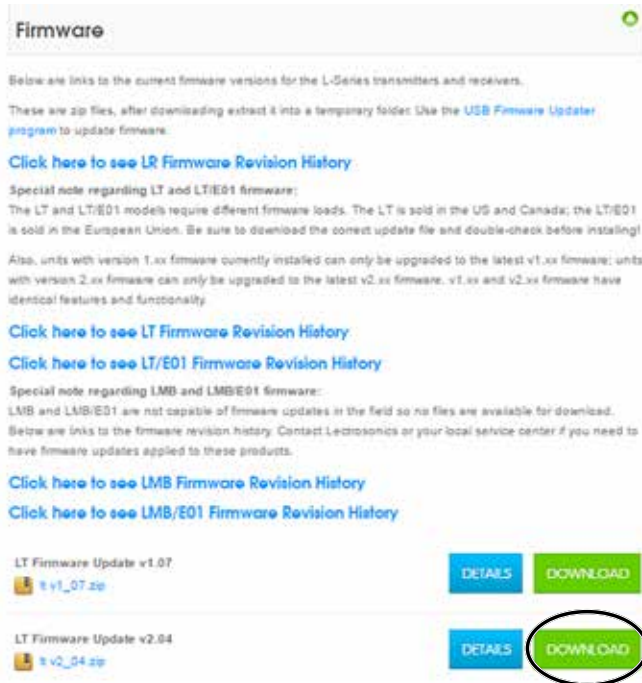 Firmware
Below are links to the current firmware versions for the L-Series transmitters and receivers.
These are zip files, after downloading extract it into a temporary folder. Use the USB Firmware Updater
program to update firmware.
Click here to see LR Firmware Revision History
Special note regarding LT and LT/E01 firmware:
The LT and LT/E01 models require different firmware loads. The LT is sold in the US and Canada; the LT/E01
is sold in the European Union. Be sure to download the correct update file and double-check before installing!
Also, units with version 1.xx firmware currently installed can only be upgraded to the latest v1.xx firmware; units
with version 2.xx firmware can only be upgraded to the latest v2.xx firmware. v1.xx and v2.xx firmware have
identical features and functionality.
Click here to see LT Firmware Revision History
Click here to see LT/E01 Firmware Revision History
Special note regarding LMB and LMB/E01 firmware:
LMB and LMB/E01 are not capable of firmware updates in the field so no files are available for download.
Below are links to the firmware revision history. Contact Lectrosonics or your local service center if you need to
have firmware updates applied to these products.
Click here to see LMB Firmware Revision History
Click here to see LMB/E01 Firmware Revision History
LT Firmware Update v1.07
lt v1_07.zip
DETAILS
DOWNLOAD
LT Firmware Update v2.04
lt v2_04.zip
DETAILS
DOWNLOAD